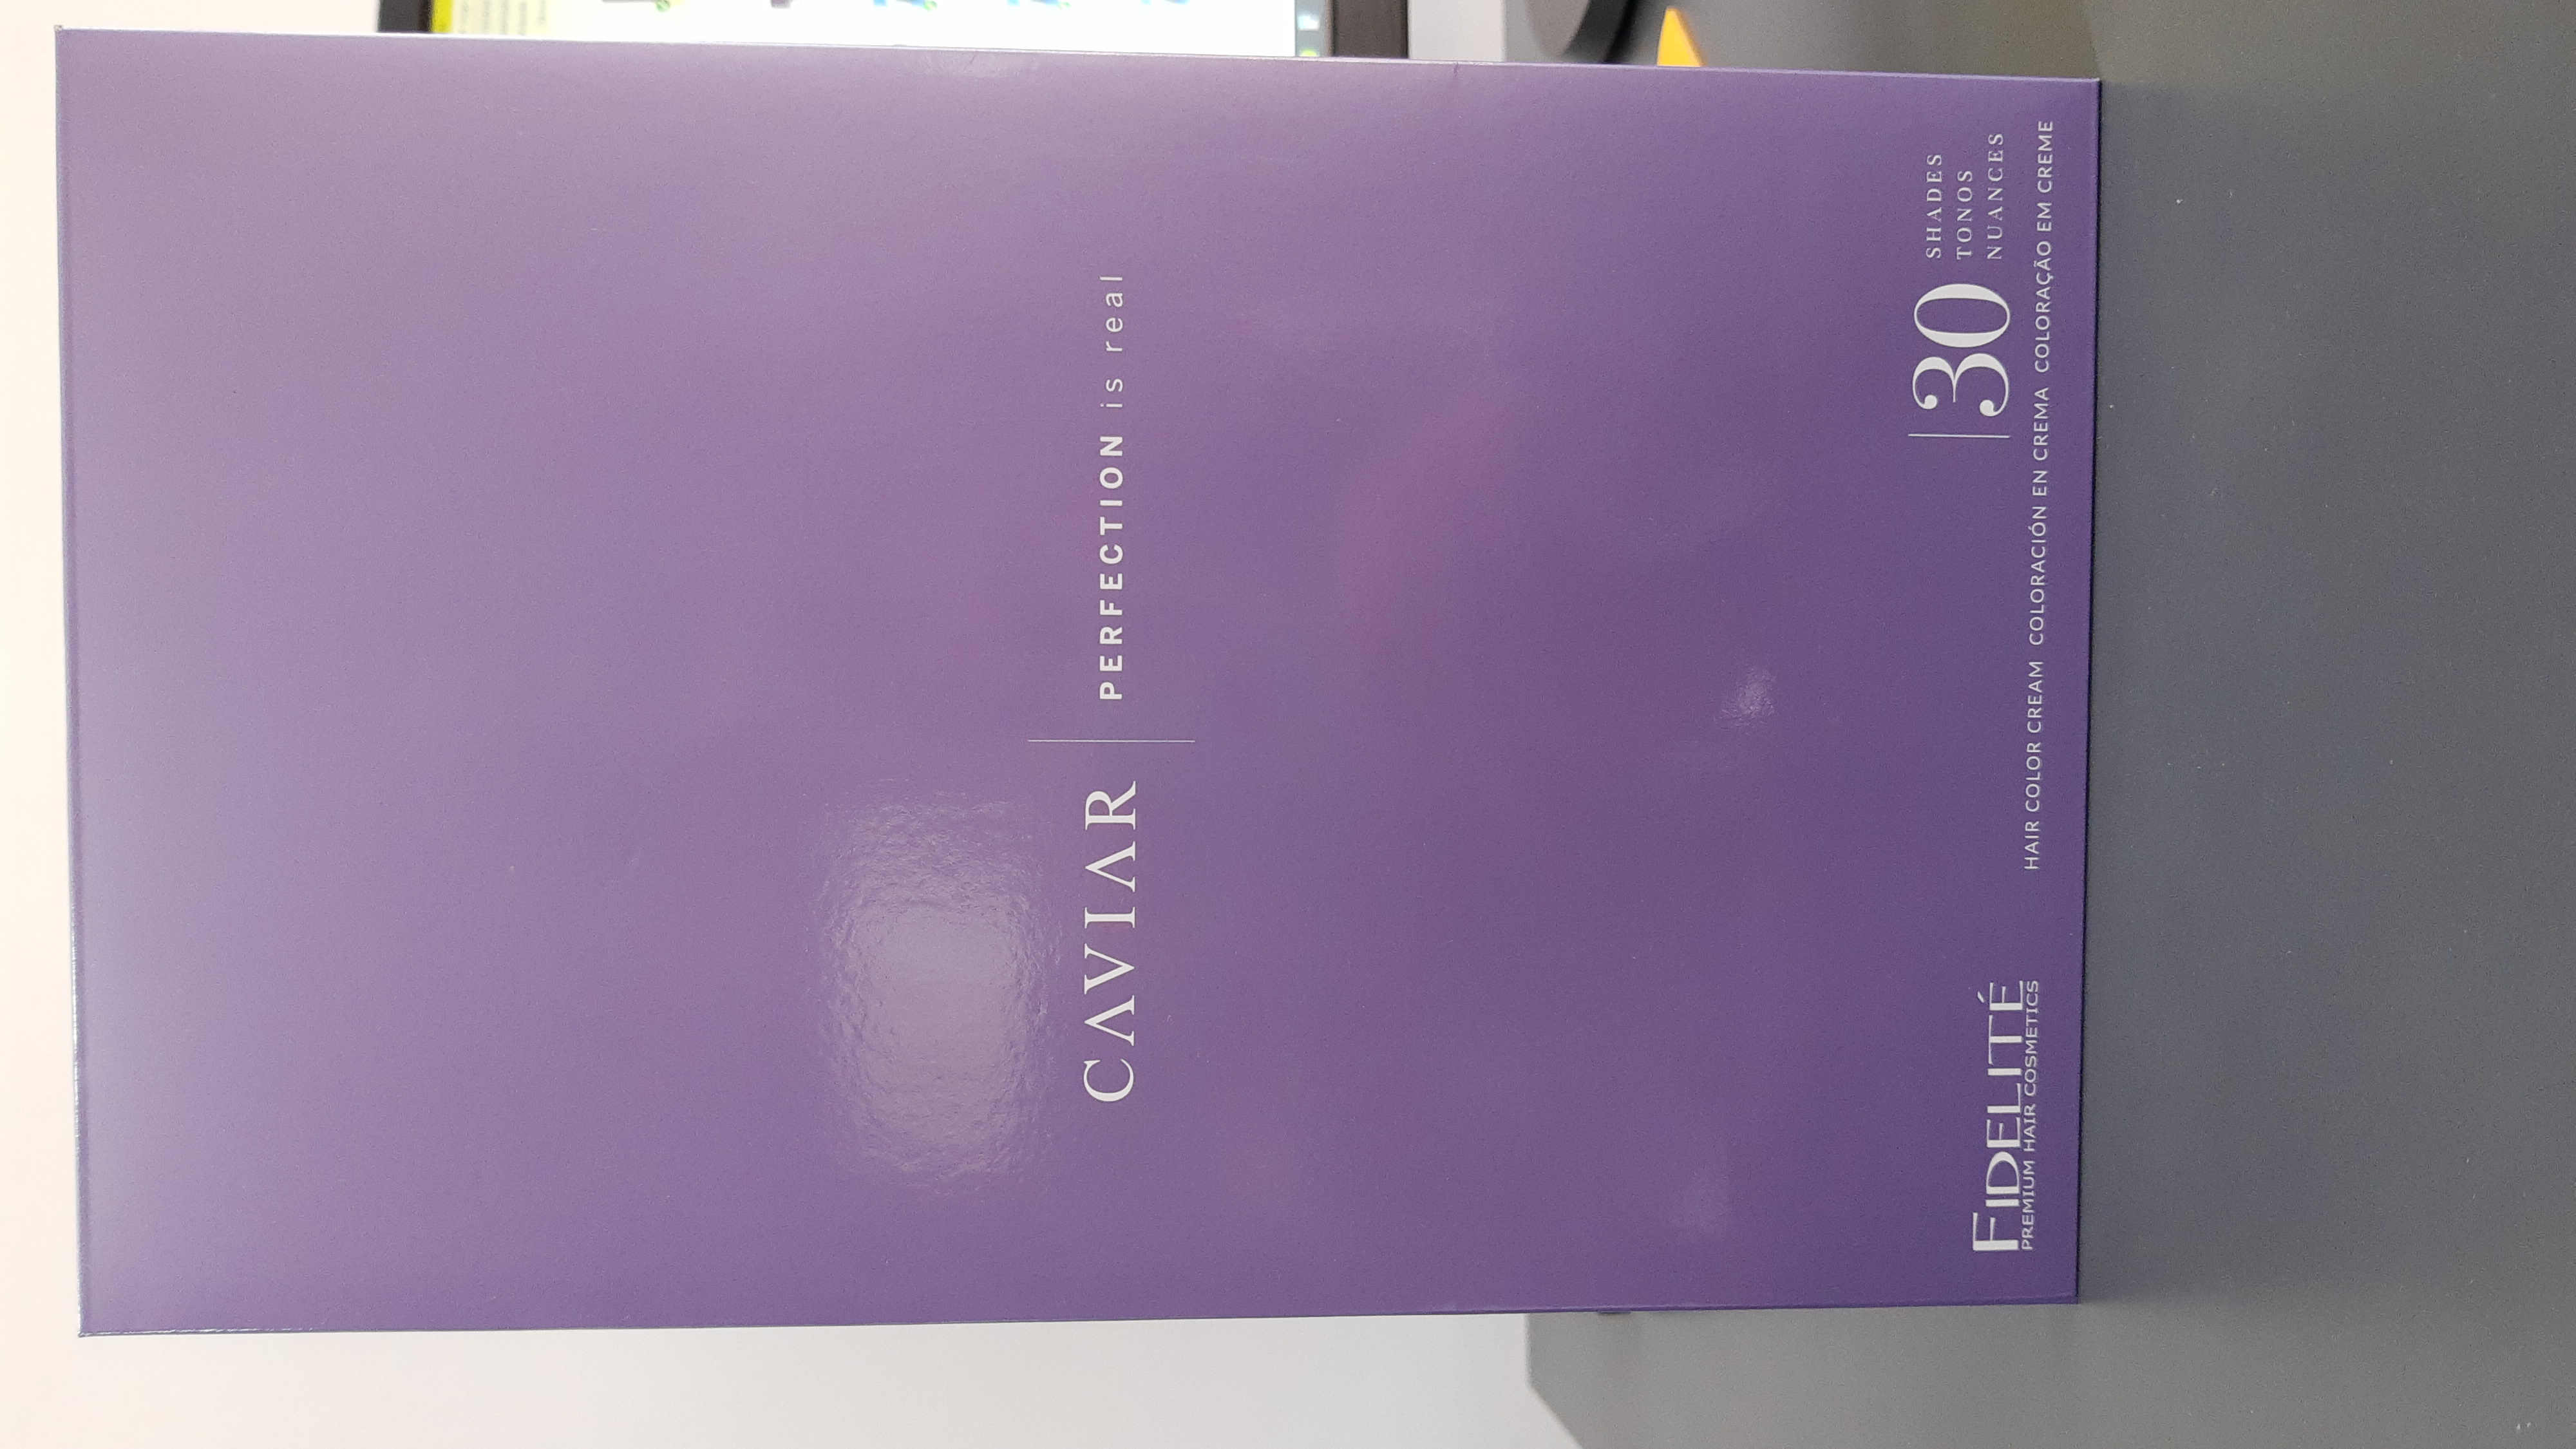 CAVIAR PERFECTION is real
30 SHADES
TONOS
NUANCES
FIDELITÉ
PREMIUM HAIR COSMETICS
HAIR COLOR CREAM COLORACIÓN EN CREMA COLORAÇÃO EM CREME